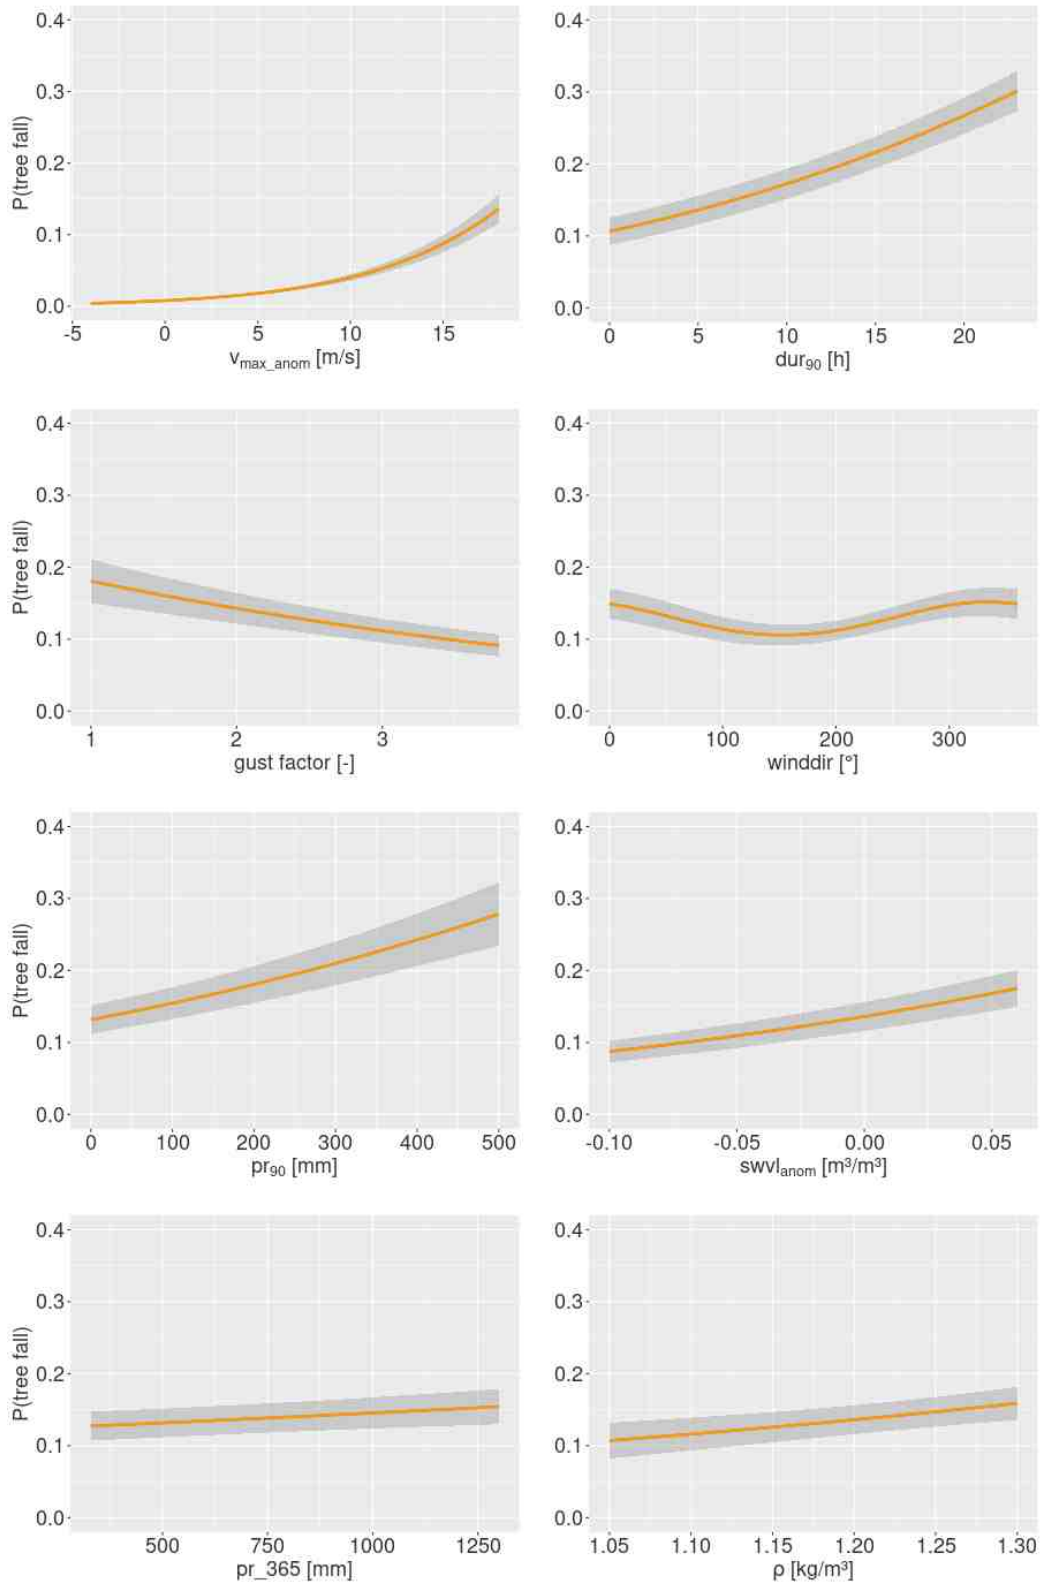 0.4
0.3
0.2
0.1
0.0
P(tree fall)
-5 0 5 10 15
vmax_anom [m/s]
0.4
0.3
0.2
0.1
0.0
0 5 10 15 20
dur90 [h]
0.4
0.3
0.2
0.1
0.0
P(tree fall)
1 2 3
gust factor [-]
0.4
0.3
0.2
0.1
0.0
0 100 200 300
winddir [°]
0.4
0.3
0.2
0.1
0.0
P(tree fall)
0 100 200 300 400 500
pr90 [mm]
0.4
0.3
0.2
0.1
0.0
-0.10 -0.05 0.00 0.05
swvlanom [m³/m³]
0.4
0.3
0.2
0.1
0.0
P(tree fall)
500 750 1000 1250
pr_365 [mm]
0.4
0.3
0.2
0.1
0.0
1.05 1.10 1.15 1.20 1.25 1.30
ρ [kg/m³]